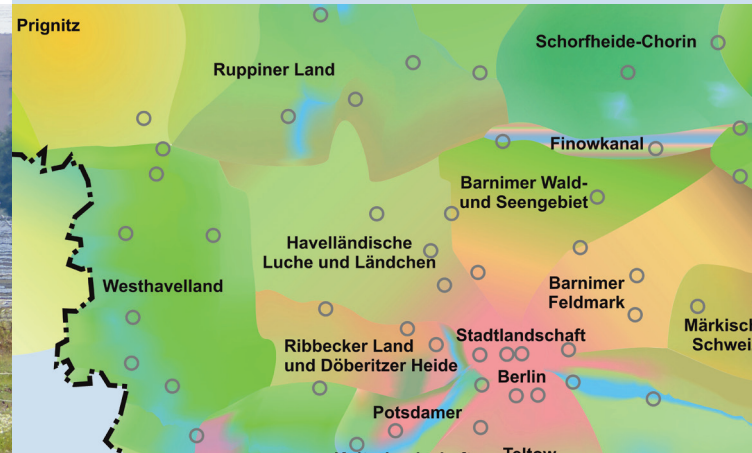 Prignitz
Schorfheide-Chorin
Ruppiner Land
Finowkanal
Barnimer Wald-
und Seengebiet
Havelländische
Luche und Ländchen
Westhavelland
Barnimer
Feldmark
Märkisch
Schwei
Stadtlandschaft
Berlin
Ribbecker Land
und Döberitzer Heide
Potsdamer
Teltow